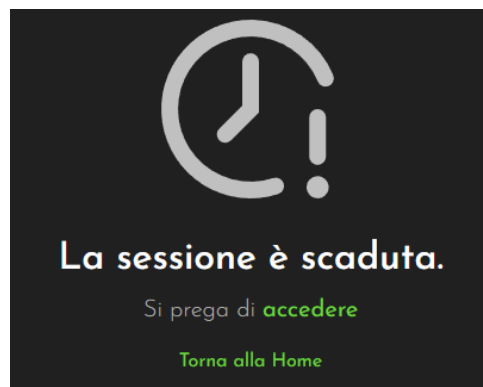 La sessione è scaduta.
Si prega di accedere
Torna alla Home